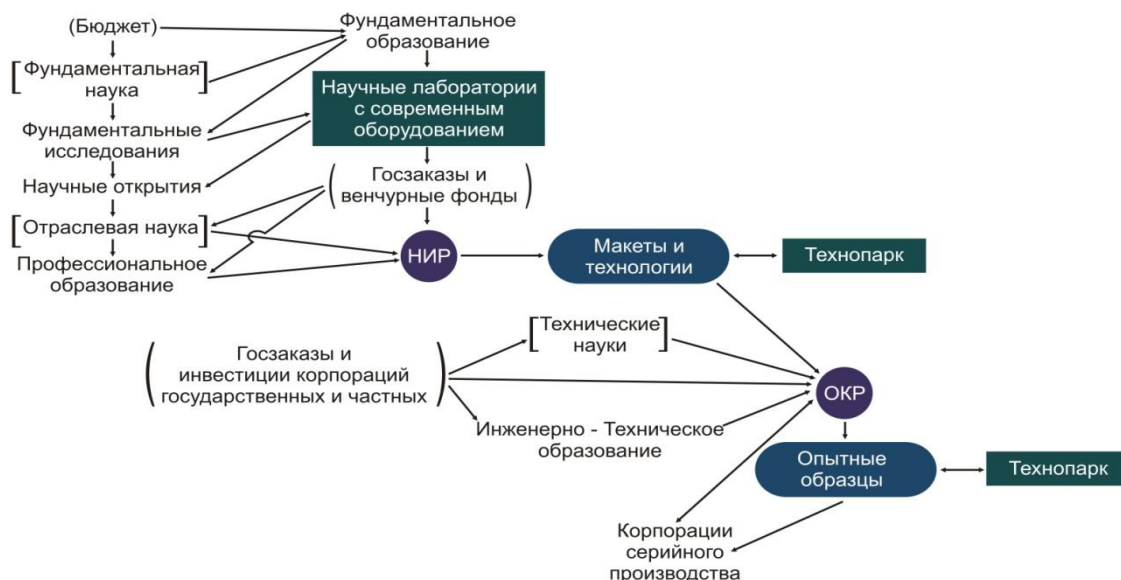 (Бюджет)
Фундаментальное
образование
[Фундаментальная
наука]
Научные лаборатории
с современным
оборудованием
Фундаментальные
исследования
Научные открытия
(Госзаказы и
венчурные фонды)
[Отраслевая наука]
Профессиональное
образование
НИР
Макеты и
технологии
Технопарк
[Технические
науки]
(Госзаказы и
инвестиции корпораций
государственных и частных)
ОКР
Инженерно - Техническое
образование
Опытные
образцы
Технопарк
Корпорации
серийного
производства